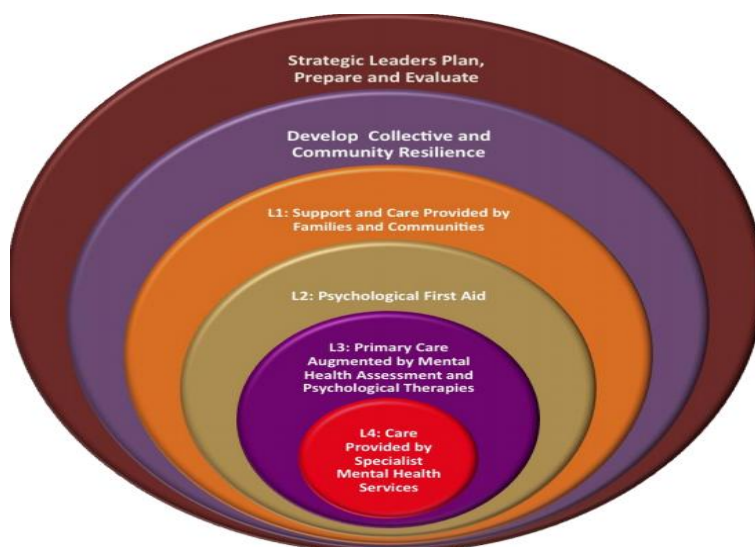 Strategic Leaders Plan,
Prepare and Evaluate
Develop Collective and
Community Resilience
L1: Support and Care Provided by
Families and Communities
L2: Psychological First Aid
L3: Primary Care
Augmented by Mental
Health Assessment and
Psychological Therapies
L4: Care
Provided by
Specialist
Mental Health
Services